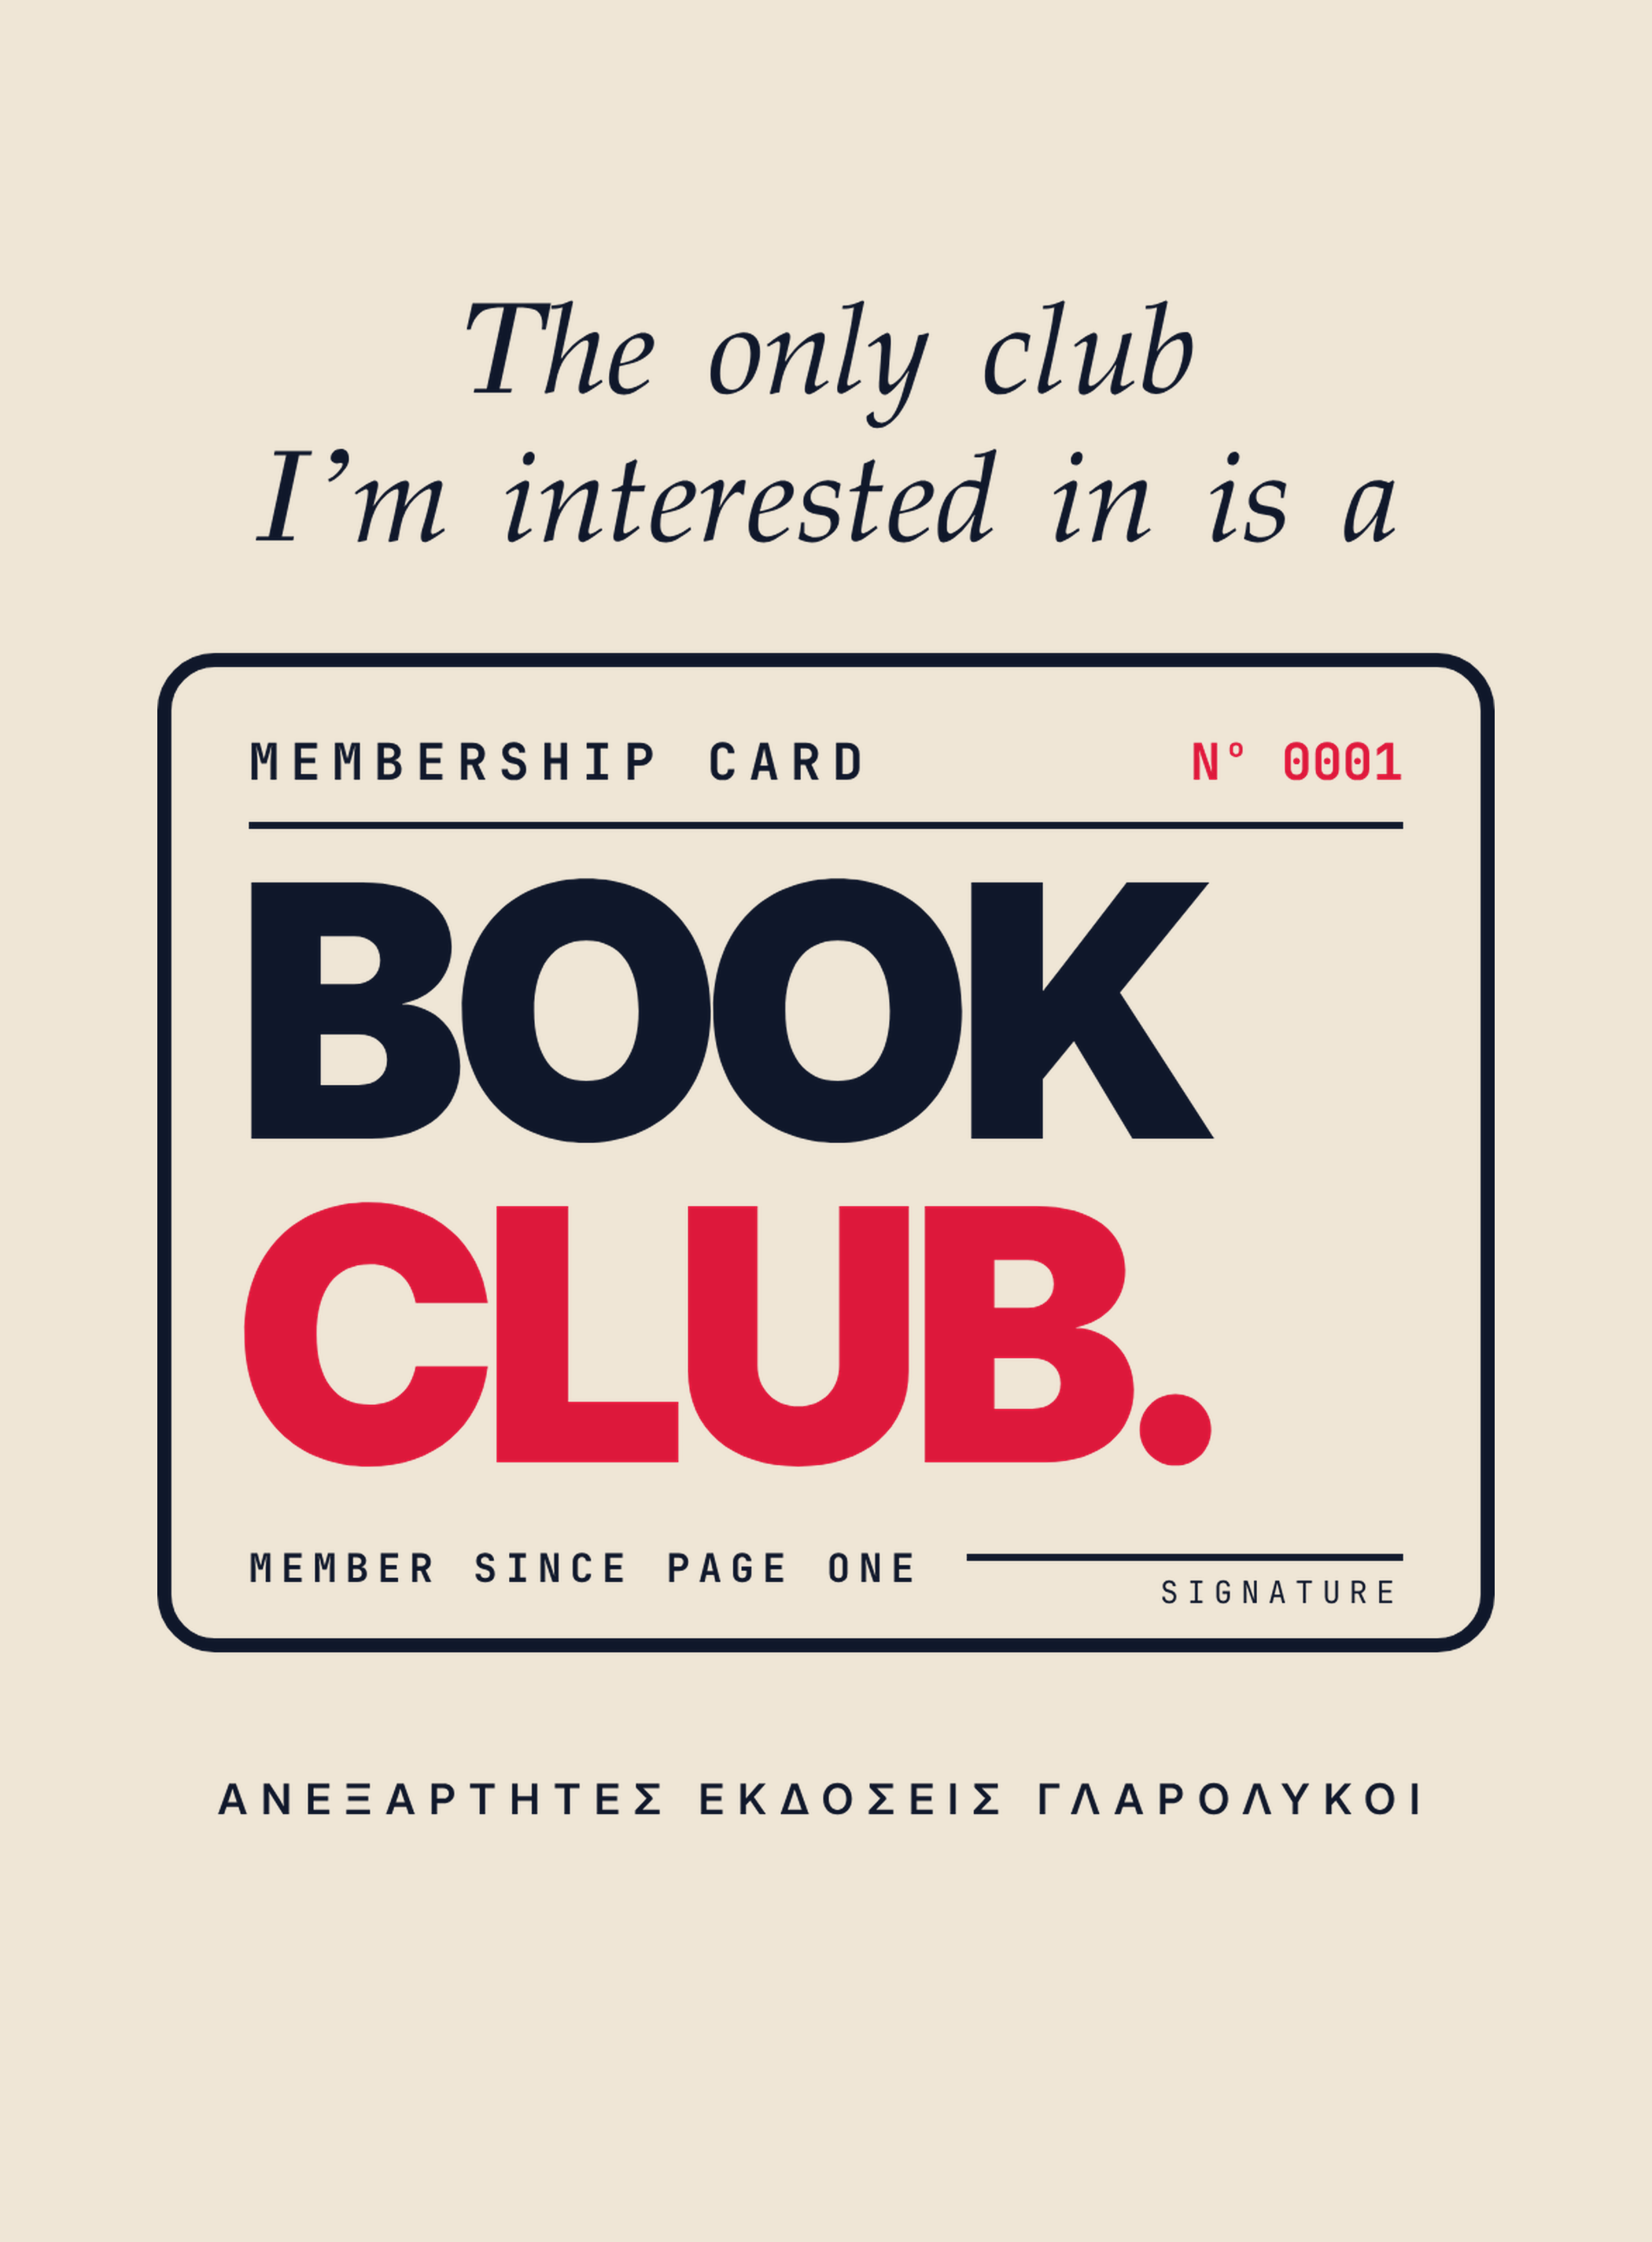 The only club
I’m interested in is a
MEMBERSHIP CARD
Nº 0001
BOOK
CLUB.
MEMBER SINCE PAGE ONE
SIGNATURE
ΑΝΕΞΑΡΤΗΤΕΣ ΕΚΔΟΣΕΙΣ ΓΛΑΡΟΛΥΚΟΙ